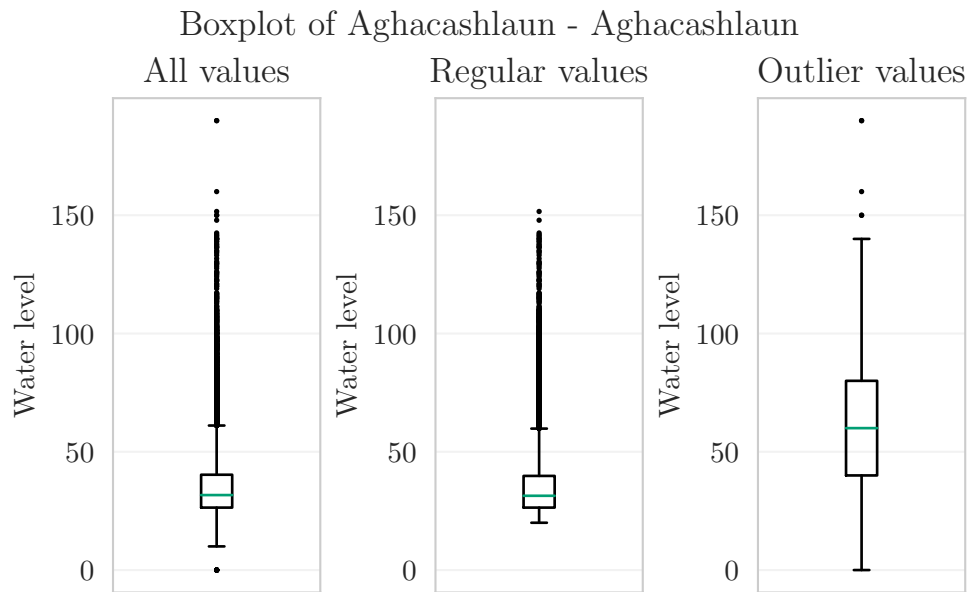 Boxplot of Aghacashlaun - Aghacashlaun
All values
Regular values
Outlier values
Water level
150
100
50
0
Water level
150
100
50
0
Water level
150
100
50
0